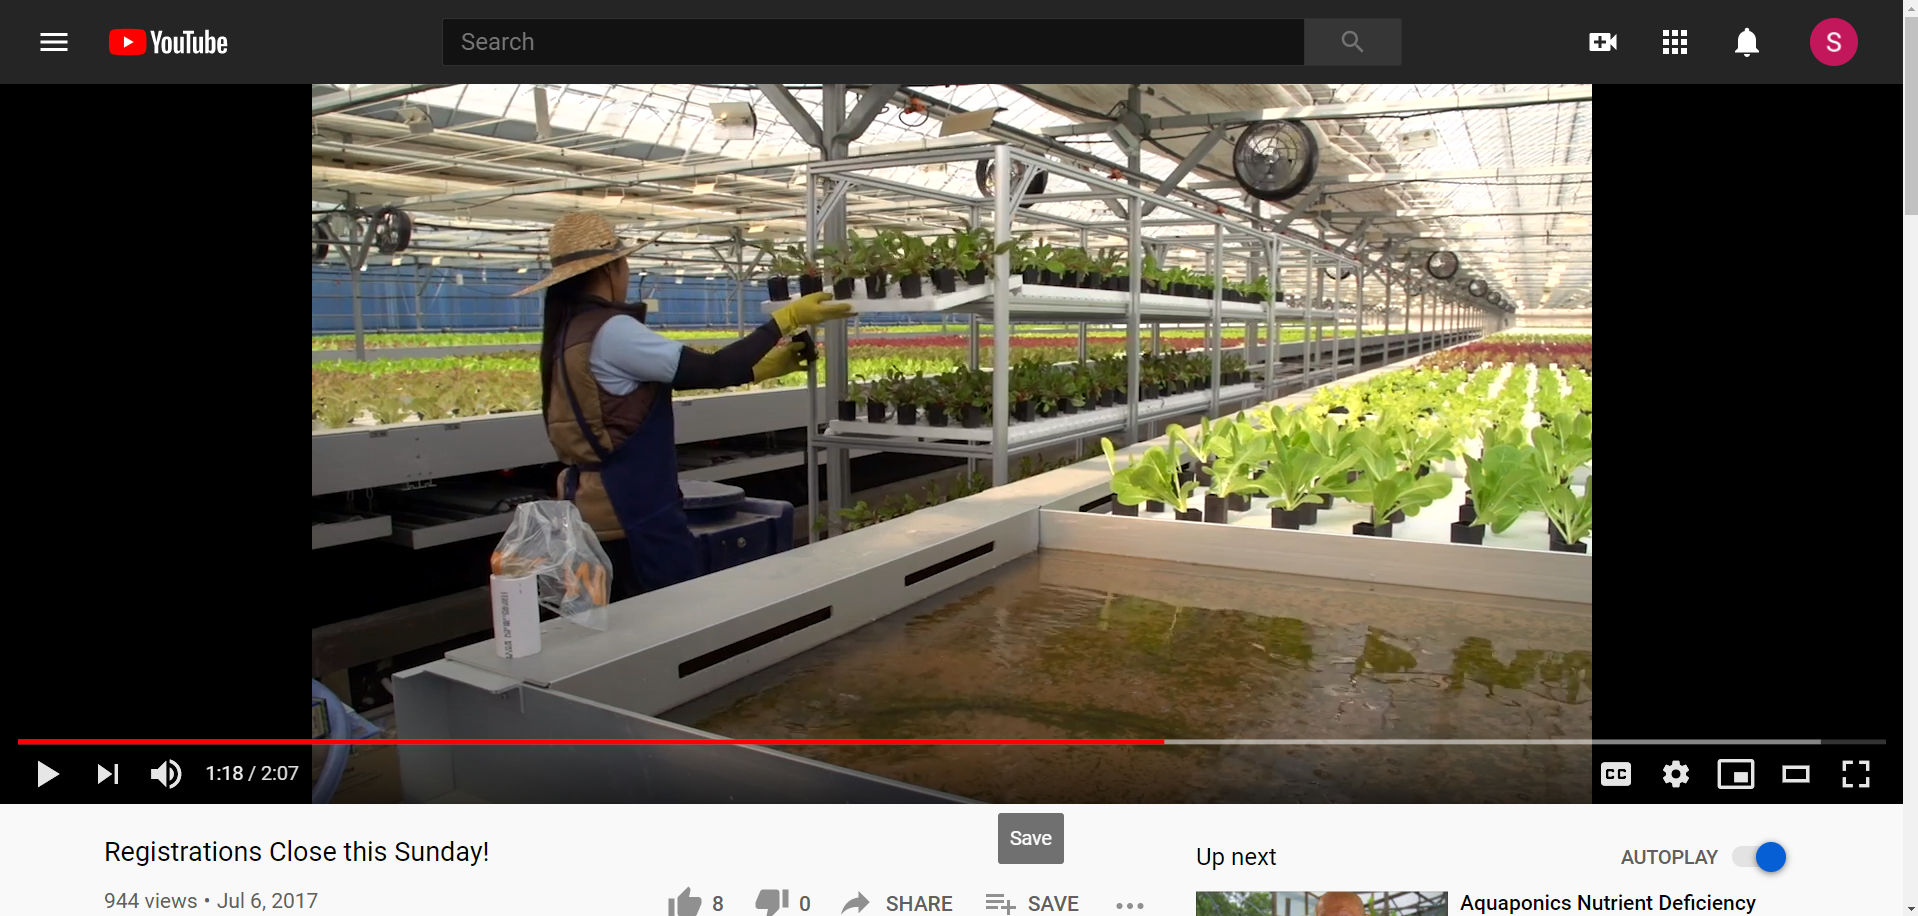 YouTube
Search
S
1:18 / 2:07
CC
Save
Registrations Close this Sunday!
944 views • Jul 6, 2017
8
0
SHARE
SAVE
Up next
AUTOPLAY
Aquaponics Nutrient Deficiency